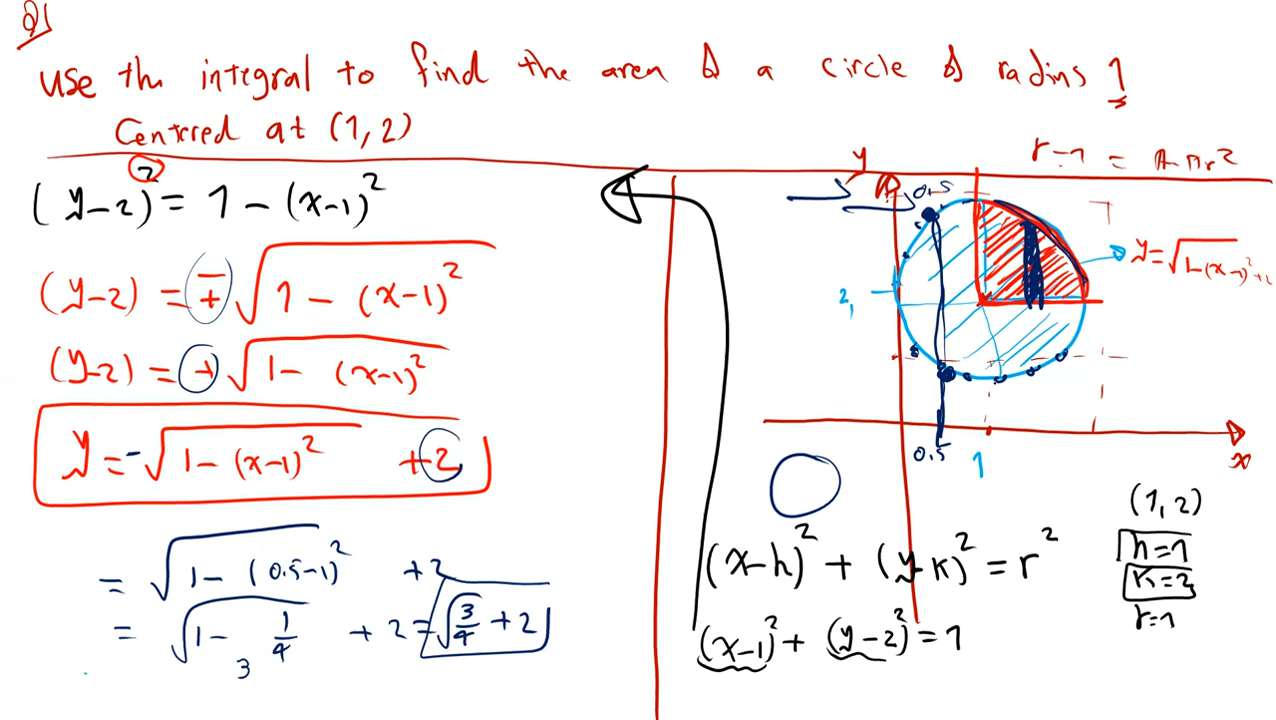 Q1
Use the integral to find the area of a circle of radius 1
Centered at (1,2)
(y-2)² = 1 - (x-1)²
(y-2) = ∓ √(1 - (x-1)²)
(y-2) = + √(1 - (x-1)²)
y = -√(1 - (x-1)²) + 2
= √(1 - (0.5-1)²) + 2
= √(1 - 1/4) + 2 = √(3/4) + 2
3
r=1 = A=πr²
y
0.5
y = √(1-(x-1)²) + 2
2,
0.5
1
x
(1,2)
h=1
k=2
r=1
(x-h)² + (y-k)² = r²
(x-1)² + (y-2)² = 1